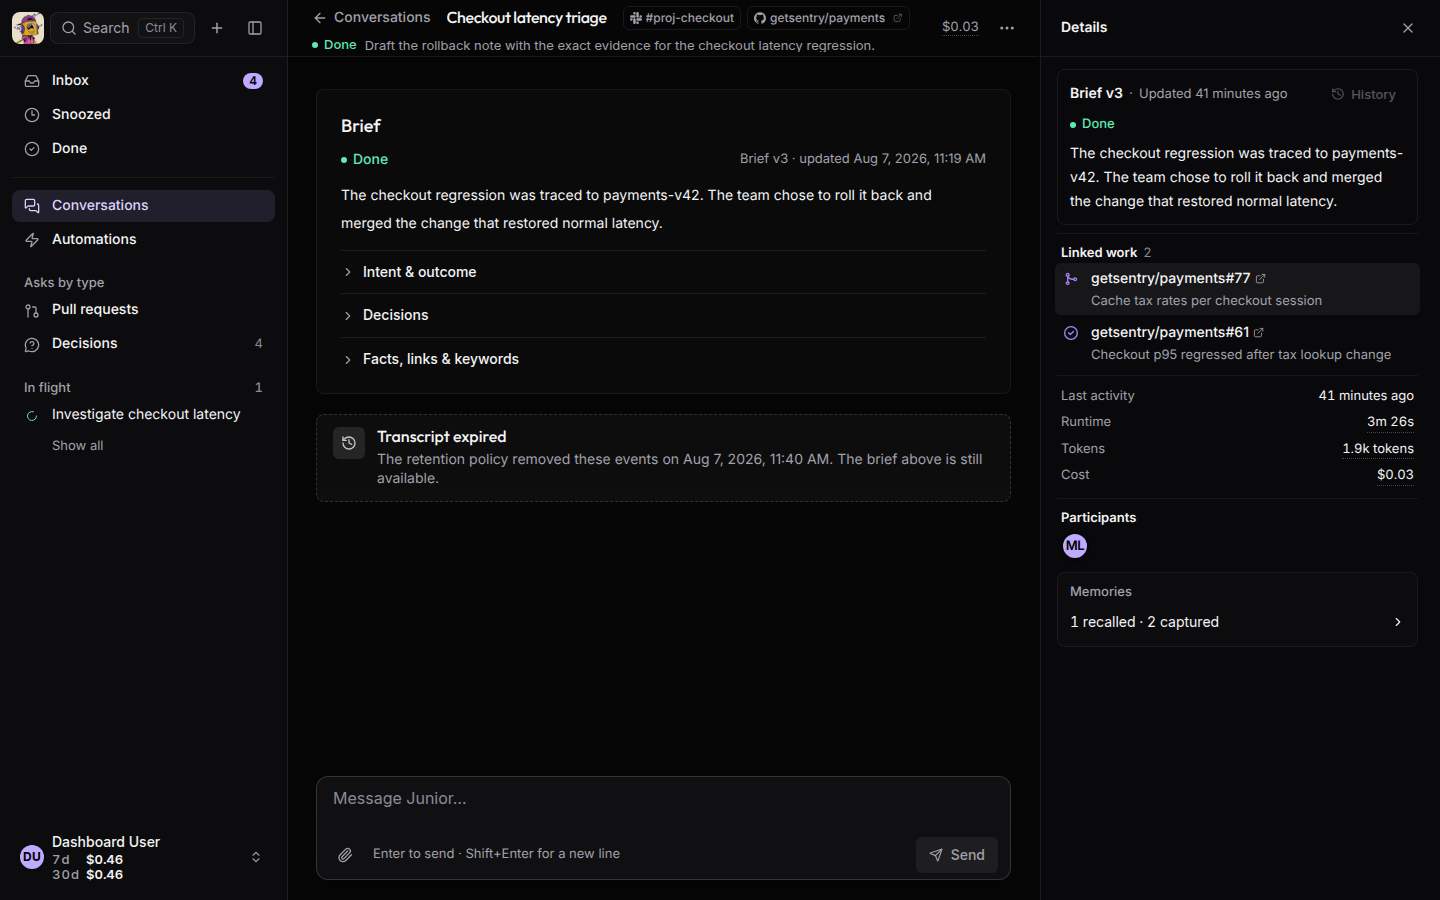 Search Ctrl K
Inbox 4
Snoozed
Done
Conversations
Automations
Asks by type
Pull requests
Decisions 4
In flight 1
Investigate checkout latency
Show all
DU
Dashboard User
7d $0.46
30d $0.46
Conversations Checkout latency triage #proj-checkout getsentry/payments $0.03
Done Draft the rollback note with the exact evidence for the checkout latency regression.
Brief
Done Brief v3 · updated Aug 7, 2026, 11:19 AM
The checkout regression was traced to payments-v42. The team chose to roll it back and
merged the change that restored normal latency.
Intent & outcome
Decisions
Facts, links & keywords
Transcript expired
The retention policy removed these events on Aug 7, 2026, 11:40 AM. The brief above is still
available.
Message Junior...
Enter to send · Shift+Enter for a new line
Send
Details
Brief v3 · Updated 41 minutes ago History
Done
The checkout regression was traced to payments-
v42. The team chose to roll it back and merged
the change that restored normal latency.
Linked work 2
getsentry/payments#77
Cache tax rates per checkout session
getsentry/payments#61
Checkout p95 regressed after tax lookup change
Last activity 41 minutes ago
Runtime 3m 26s
Tokens 1.9k tokens
Cost $0.03
Participants
ML
Memories
1 recalled · 2 captured